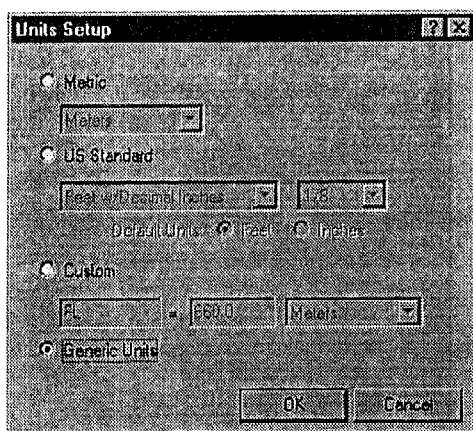 Units Setup
Metric
Meters
US Standard
Feet w/Decimal Inches 1/8
Default Units: Feet Inches
Custom
FL = 660.0 Meters
Generic Units
OK Cancel